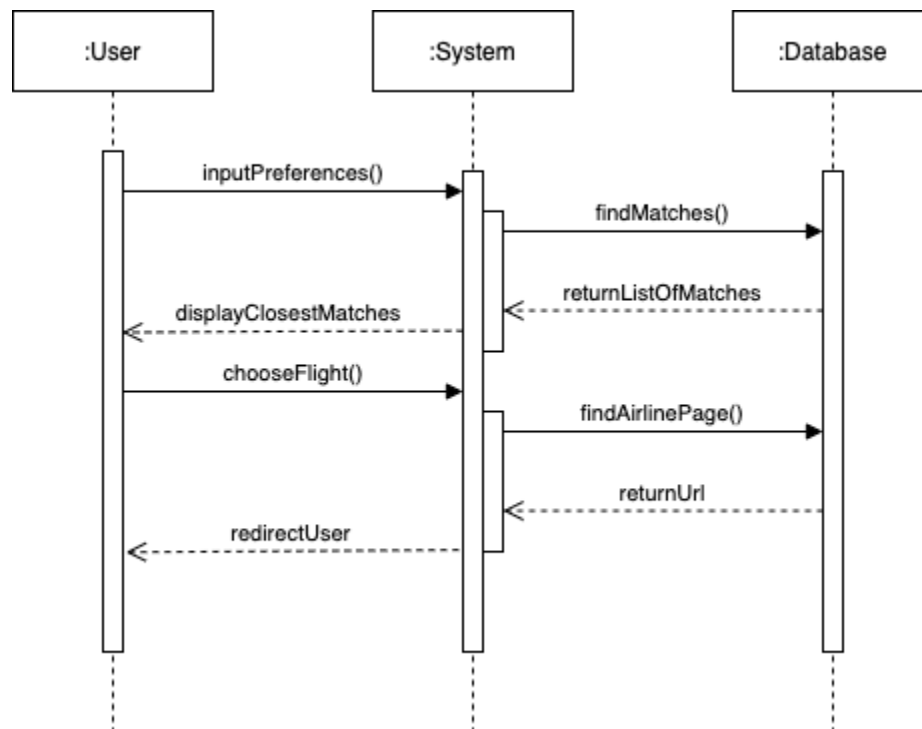 :User
:System
:Database
inputPreferences()
findMatches()
returnListOfMatches
displayClosestMatches
chooseFlight()
findAirlinePage()
returnUrl
redirectUser